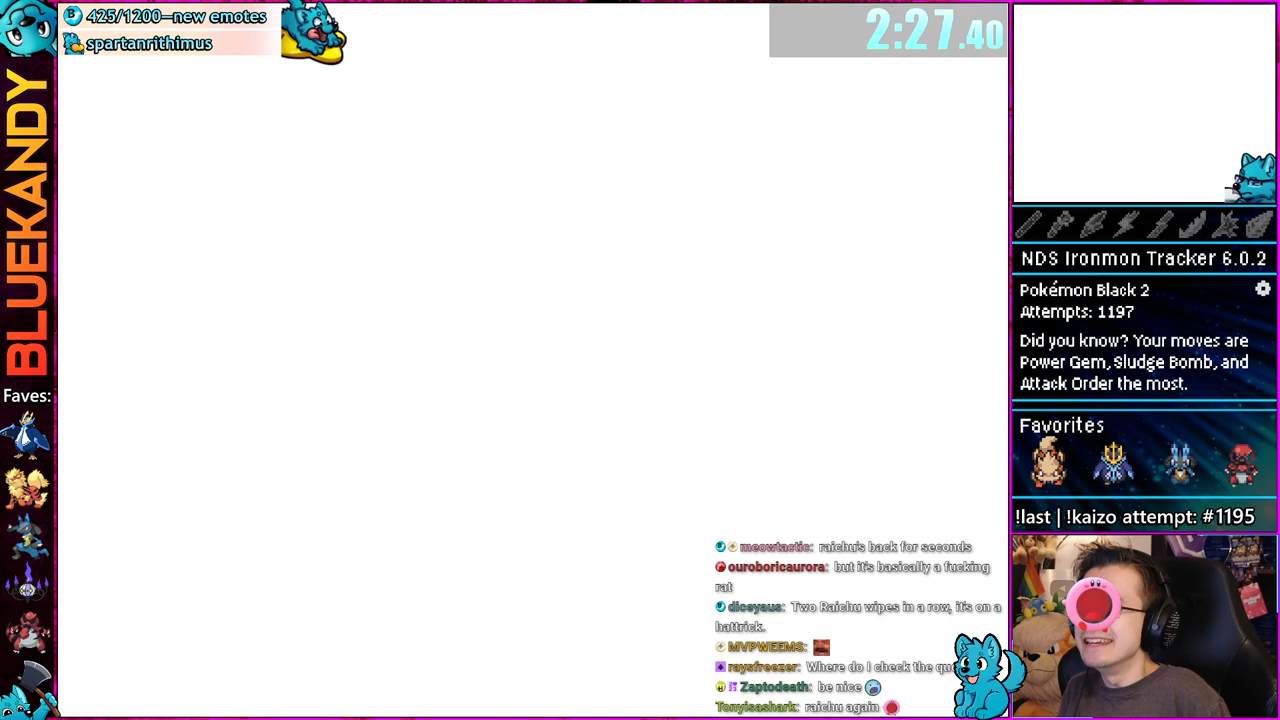 425/1200—new emotes
spartanrithimus
2:27.40
BLUEKANDY
Faves:
NDS Ironmon Tracker 6.0.2
Pokémon Black 2
Attempts: 1197
Did you know? Your moves are
Power Gem, Sludge Bomb, and
Attack Order the most.
Favorites
!last | !kaizo attempt: #1195
meowtactic: raichu's back for seconds
ouroboricaurora: but it's basically a fucking
rat
diceyaus: Two Raichu wipes in a row, it's on a
hattrick.
MVPWEEMS:
raysfreezer: Where do I check the
Zaptodeath: be nice
Tonyisashark: raichu again